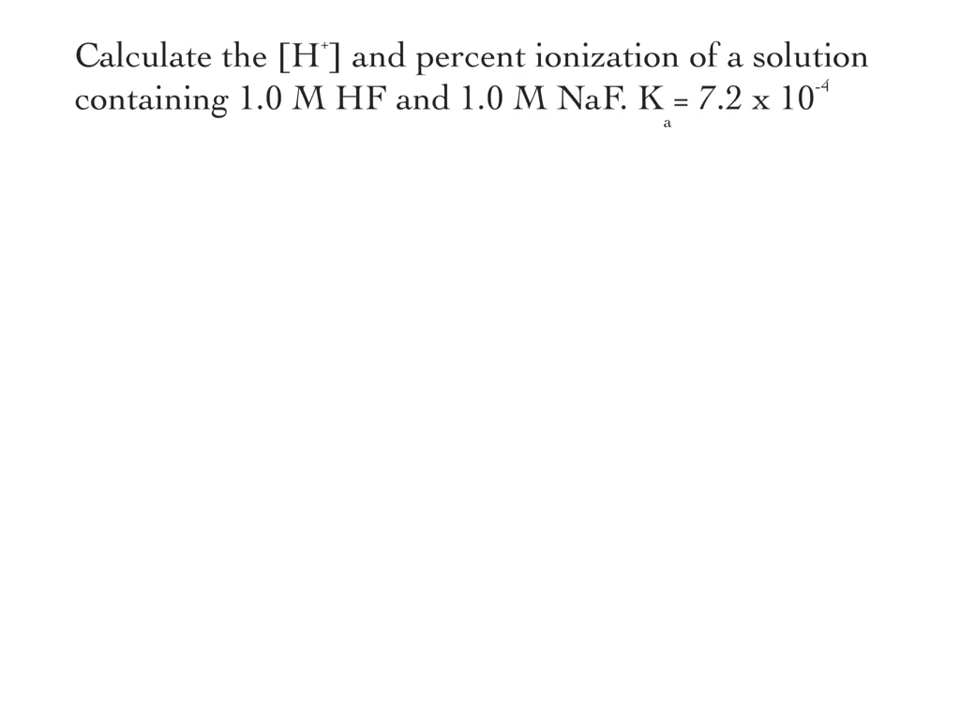 Calculate the [H⁺] and percent ionization of a solution
containing 1.0 M HF and 1.0 M NaF. Kₐ = 7.2 x 10⁻⁴